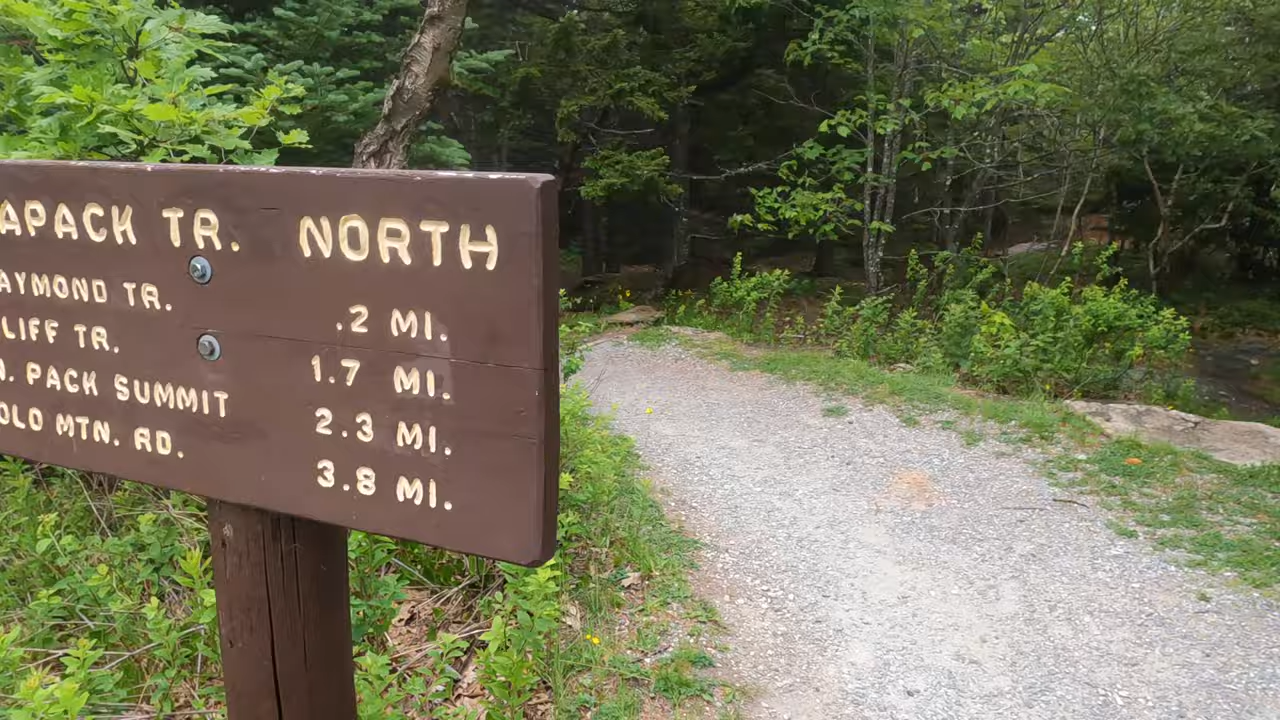 APACK TR. NORTH
AYMOND TR. .2 MI.
LIFF TR. 1.7 MI.
N. PACK SUMMIT 2.3 MI.
OLD MTN. RD. 3.8 MI.